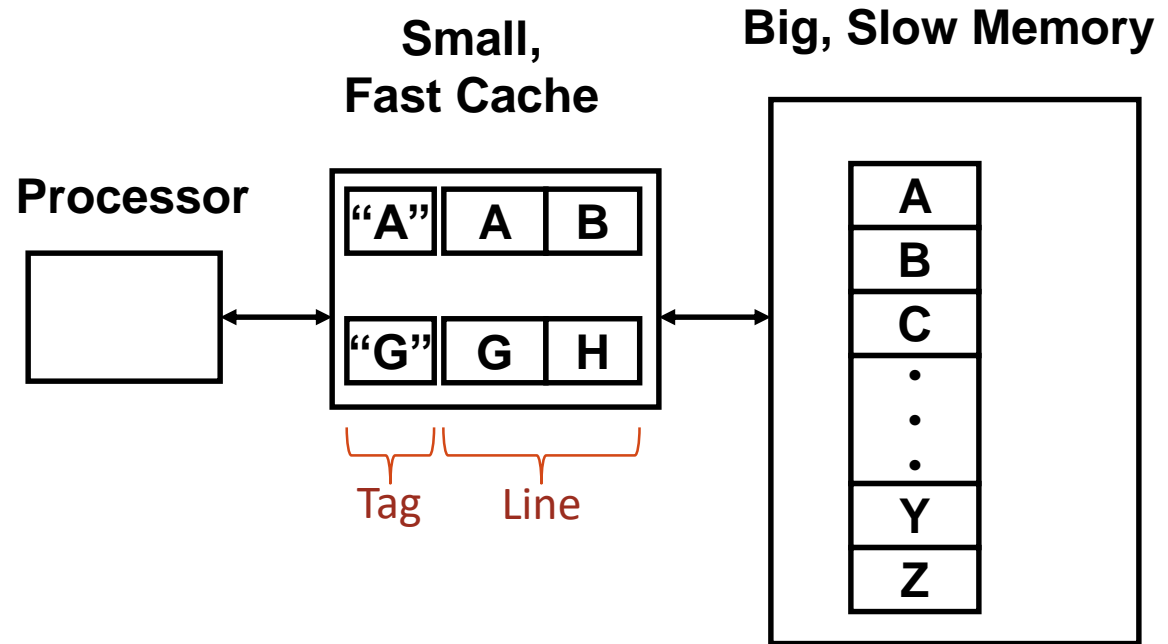 Small,
Fast Cache
Big, Slow Memory
Processor
“A” A B
“G” G H
Tag Line
A
B
C
•
•
•
Y
Z